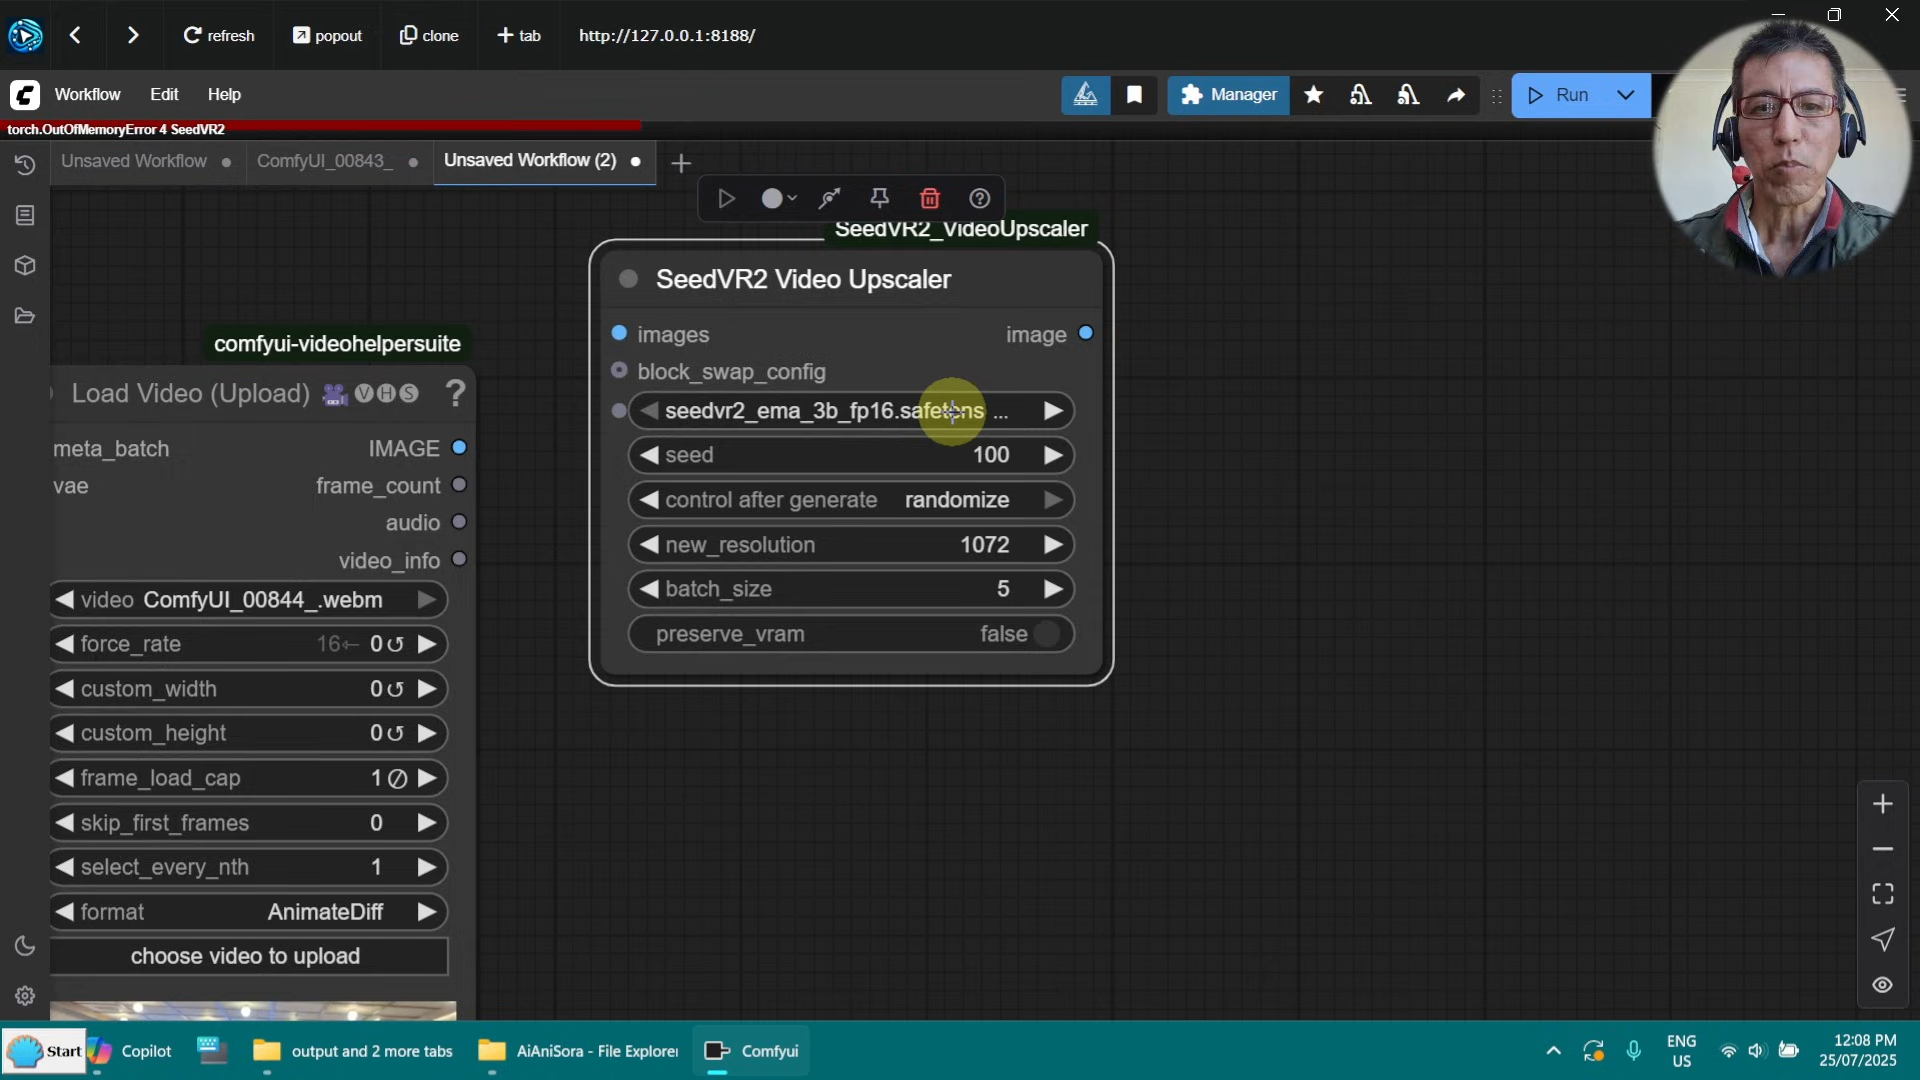 refresh
popout
clone
tab
http://127.0.0.1:8188/
Workflow
Edit
Help
Manager
Run
torch.OutOfMemoryError 4 SeedVR2
Unsaved Workflow
ComfyUI_00843_
Unsaved Workflow (2)
SeedVR2_VideoUpscaler
SeedVR2 Video Upscaler
images
image
block_swap_config
seedvr2_ema_3b_fp16.safetens ...
seed 100
control after generate randomize
new_resolution 1072
batch_size 5
preserve_vram false
comfyui-videohelpersuite
Load Video (Upload) VHS ?
meta_batch IMAGE
vae frame_count
audio
video_info
video ComfyUI_00844_.webm
force_rate 16← 0↺
custom_width 0↺
custom_height 0↺
frame_load_cap 1
skip_first_frames 0
select_every_nth 1
format AnimateDiff
choose video to upload
Start
Copilot
output and 2 more tabs
AiAniSora - File Explorer
Comfyui
ENG
US
12:08 PM
25/07/2025